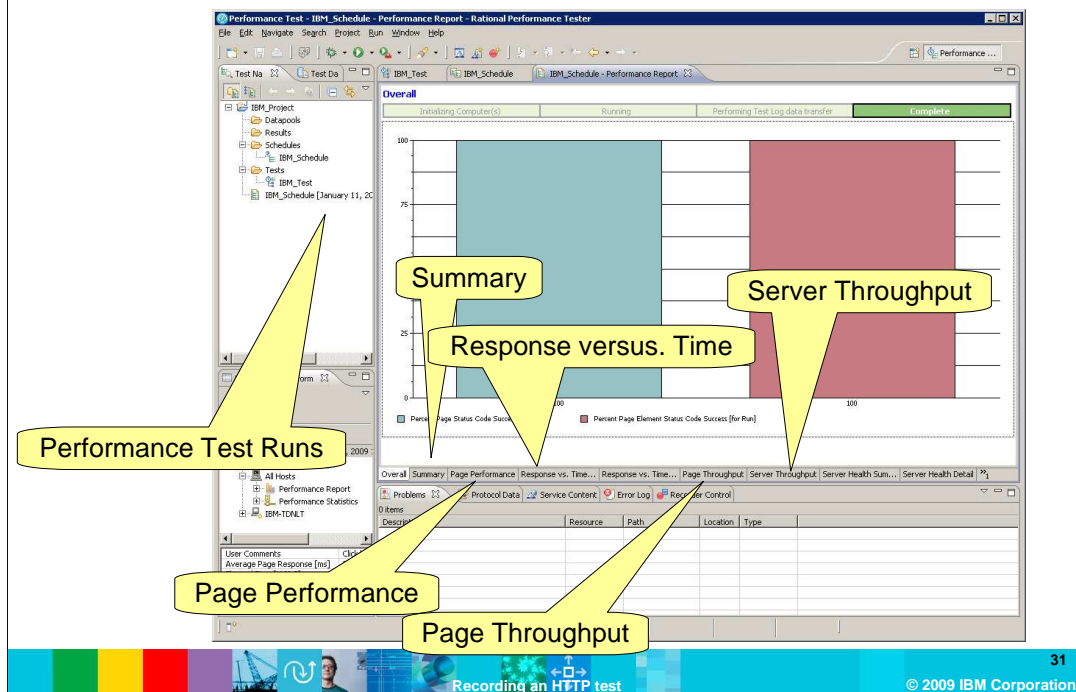 Performance Test - IBM_Schedule - Performance Report - Rational Performance Tester
File Edit Navigate Search Project Run Window Help
Performance ...
Test Na
Test Da
IBM_Test
IBM_Schedule
IBM_Schedule - Performance Report
IBM_Project
Datapools
Results
Schedules
IBM_Schedule
Tests
IBM_Test
IBM_Schedule [January 11, 20
Overall
Initializing Computer(s)
Running
Performing Test Log data transfer
Complete
100
75
25
0
100
100
Page Status Code Succ
Percent Page Element Status Code Success [for Run]
Summary
Server Throughput
Response versus. Time
Performance Test Runs
, 2009
All Hosts
Performance Report
Performance Statistics
IBM-TDNLT
Overall Summary Page Performance Response vs. Time... Response vs. Time... Page Throughput Server Throughput Server Health Sum... Server Health Detail »1
Problems
Protocol Data
Service Content
Error Log
Control
0 items
Resource
Path
Location
Type
User Comments
Average Page Response [ms]
Page Performance
Page Throughput
Recording an HTTP test
31
© 2009 IBM Corporation